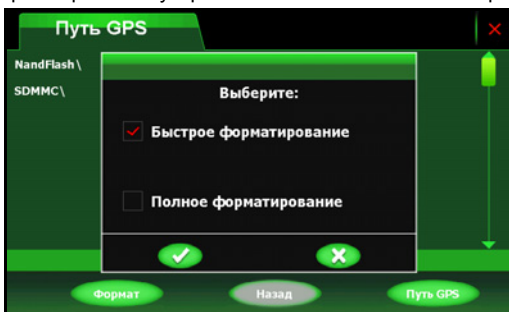 Путь GPS
NandFlash\
SDMMC\
Выберите:
Быстрое форматирование
Полное форматирование
Формат
Назад
Путь GPS